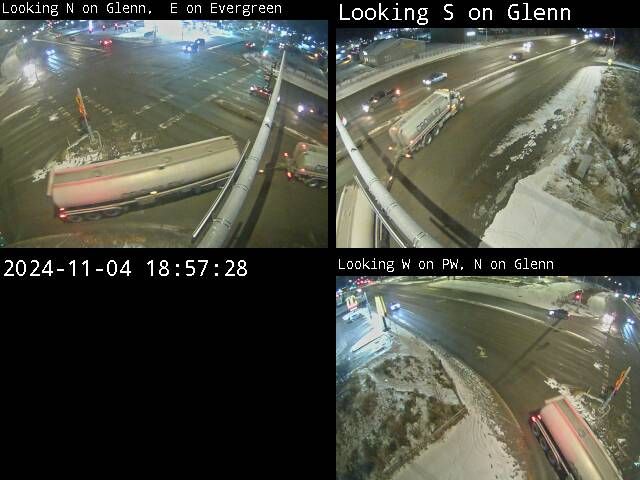 Looking N on Glenn,  E on Evergreen
Looking S on Glenn
2024-11-04 18:57:28
Looking W on PW, N on Glenn